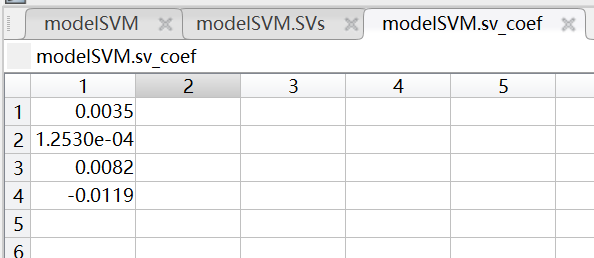 modelSVM modelSVM.SVs modelSVM.sv_coef
modelSVM.sv_coef
1 2 3 4 5
1 0.0035
2 1.2530e-04
3 0.0082
4 -0.0119
5
6